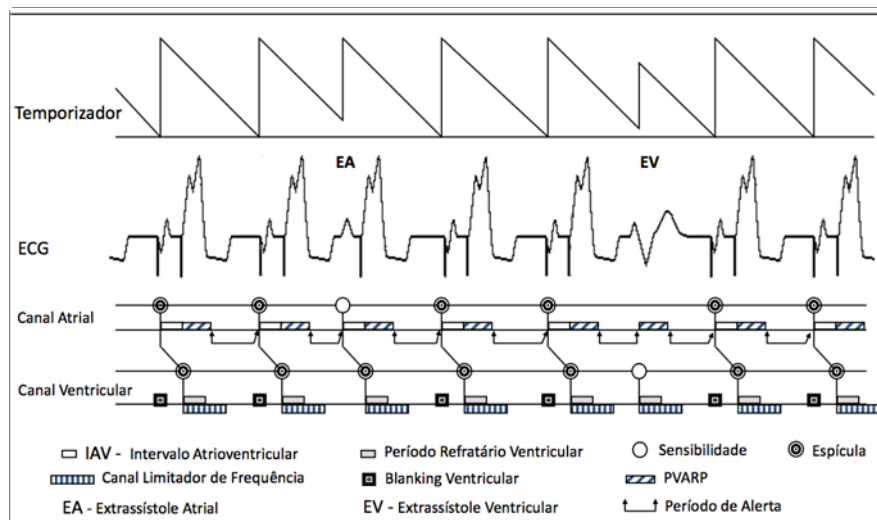 Temporizador
EA
EV
ECG
Canal Atrial
Canal Ventricular
IAV - Intervalo Atrioventricular
Período Refratário Ventricular
Sensibilidade
Espícula
Canal Limitador de Frequência
Blanking Ventricular
PVARP
EA - Extrassístole Atrial
EV - Extrassístole Ventricular
Período de Alerta